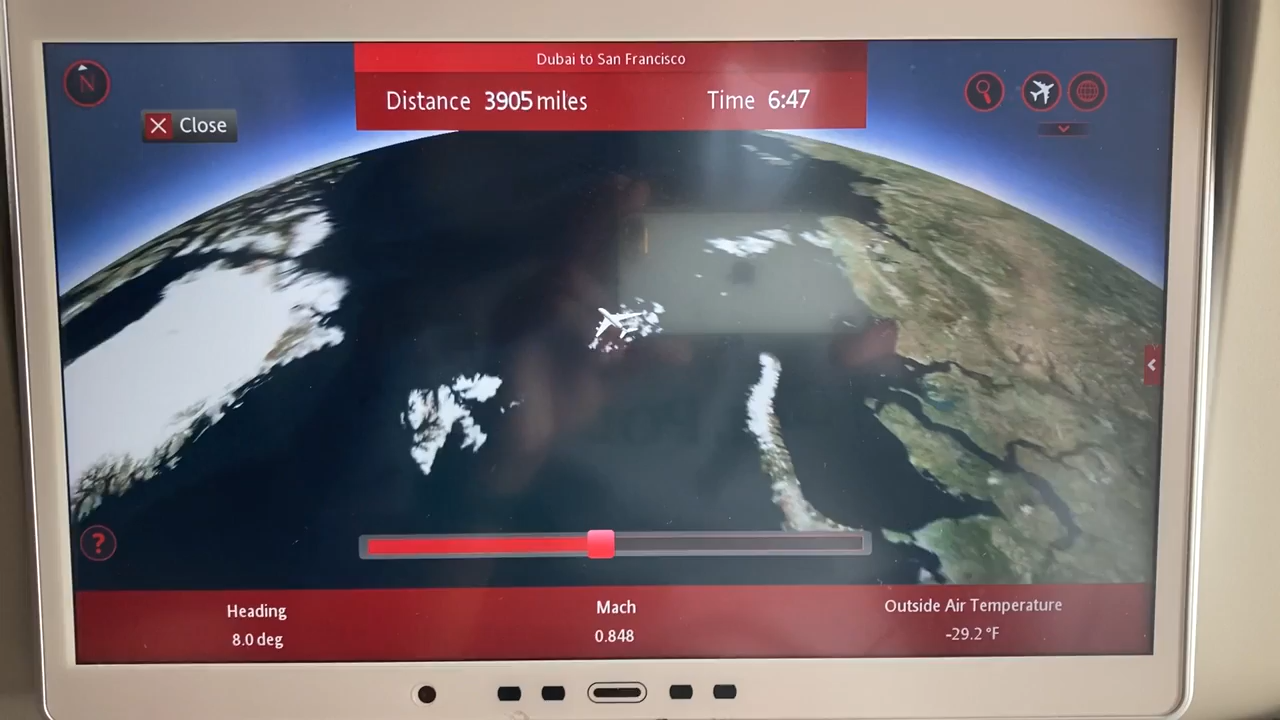 Dubai to San Francisco
N
Distance 3905 miles Time 6:47
Close
?
Heading Mach Outside Air Temperature
8.0 deg 0.848 -29.2 °F